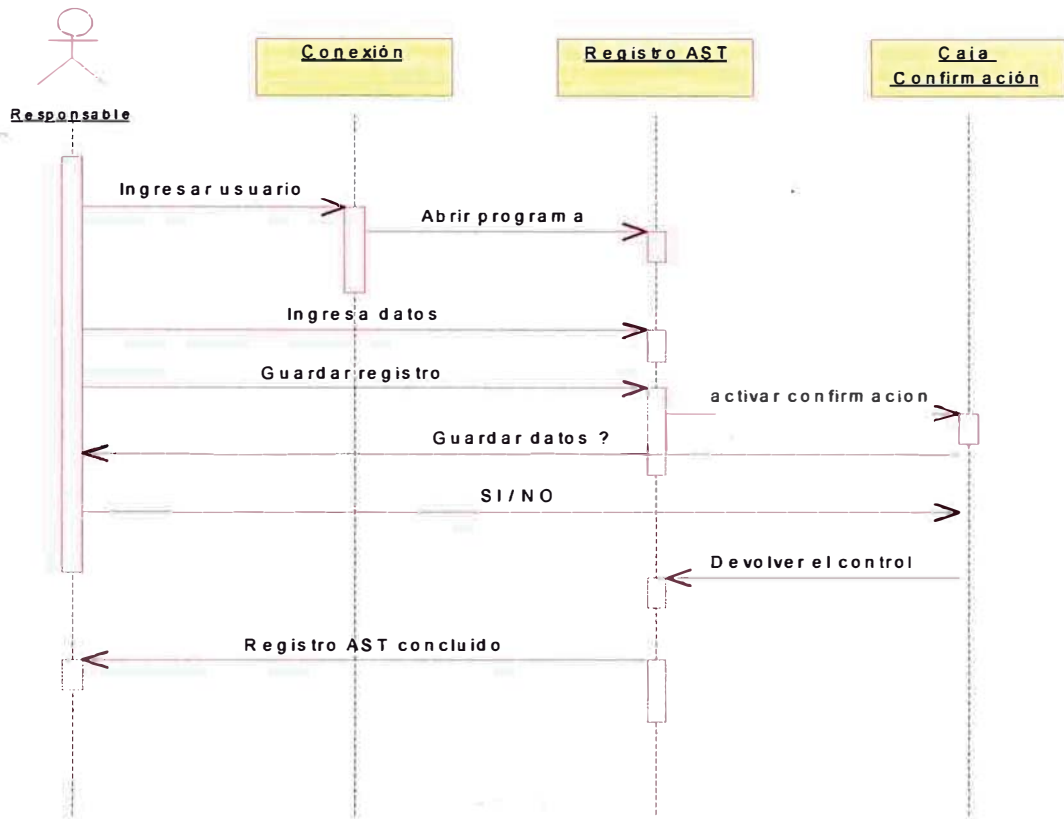 Conexión
Registro AST
Caja
Confirmación
Responsable
Ingresar usuario
Abrir programa
Ingresa datos
Guardar registro
activar confirmacion
Guardar datos ?
SI / NO
Devolver el control
Registro AST concluido